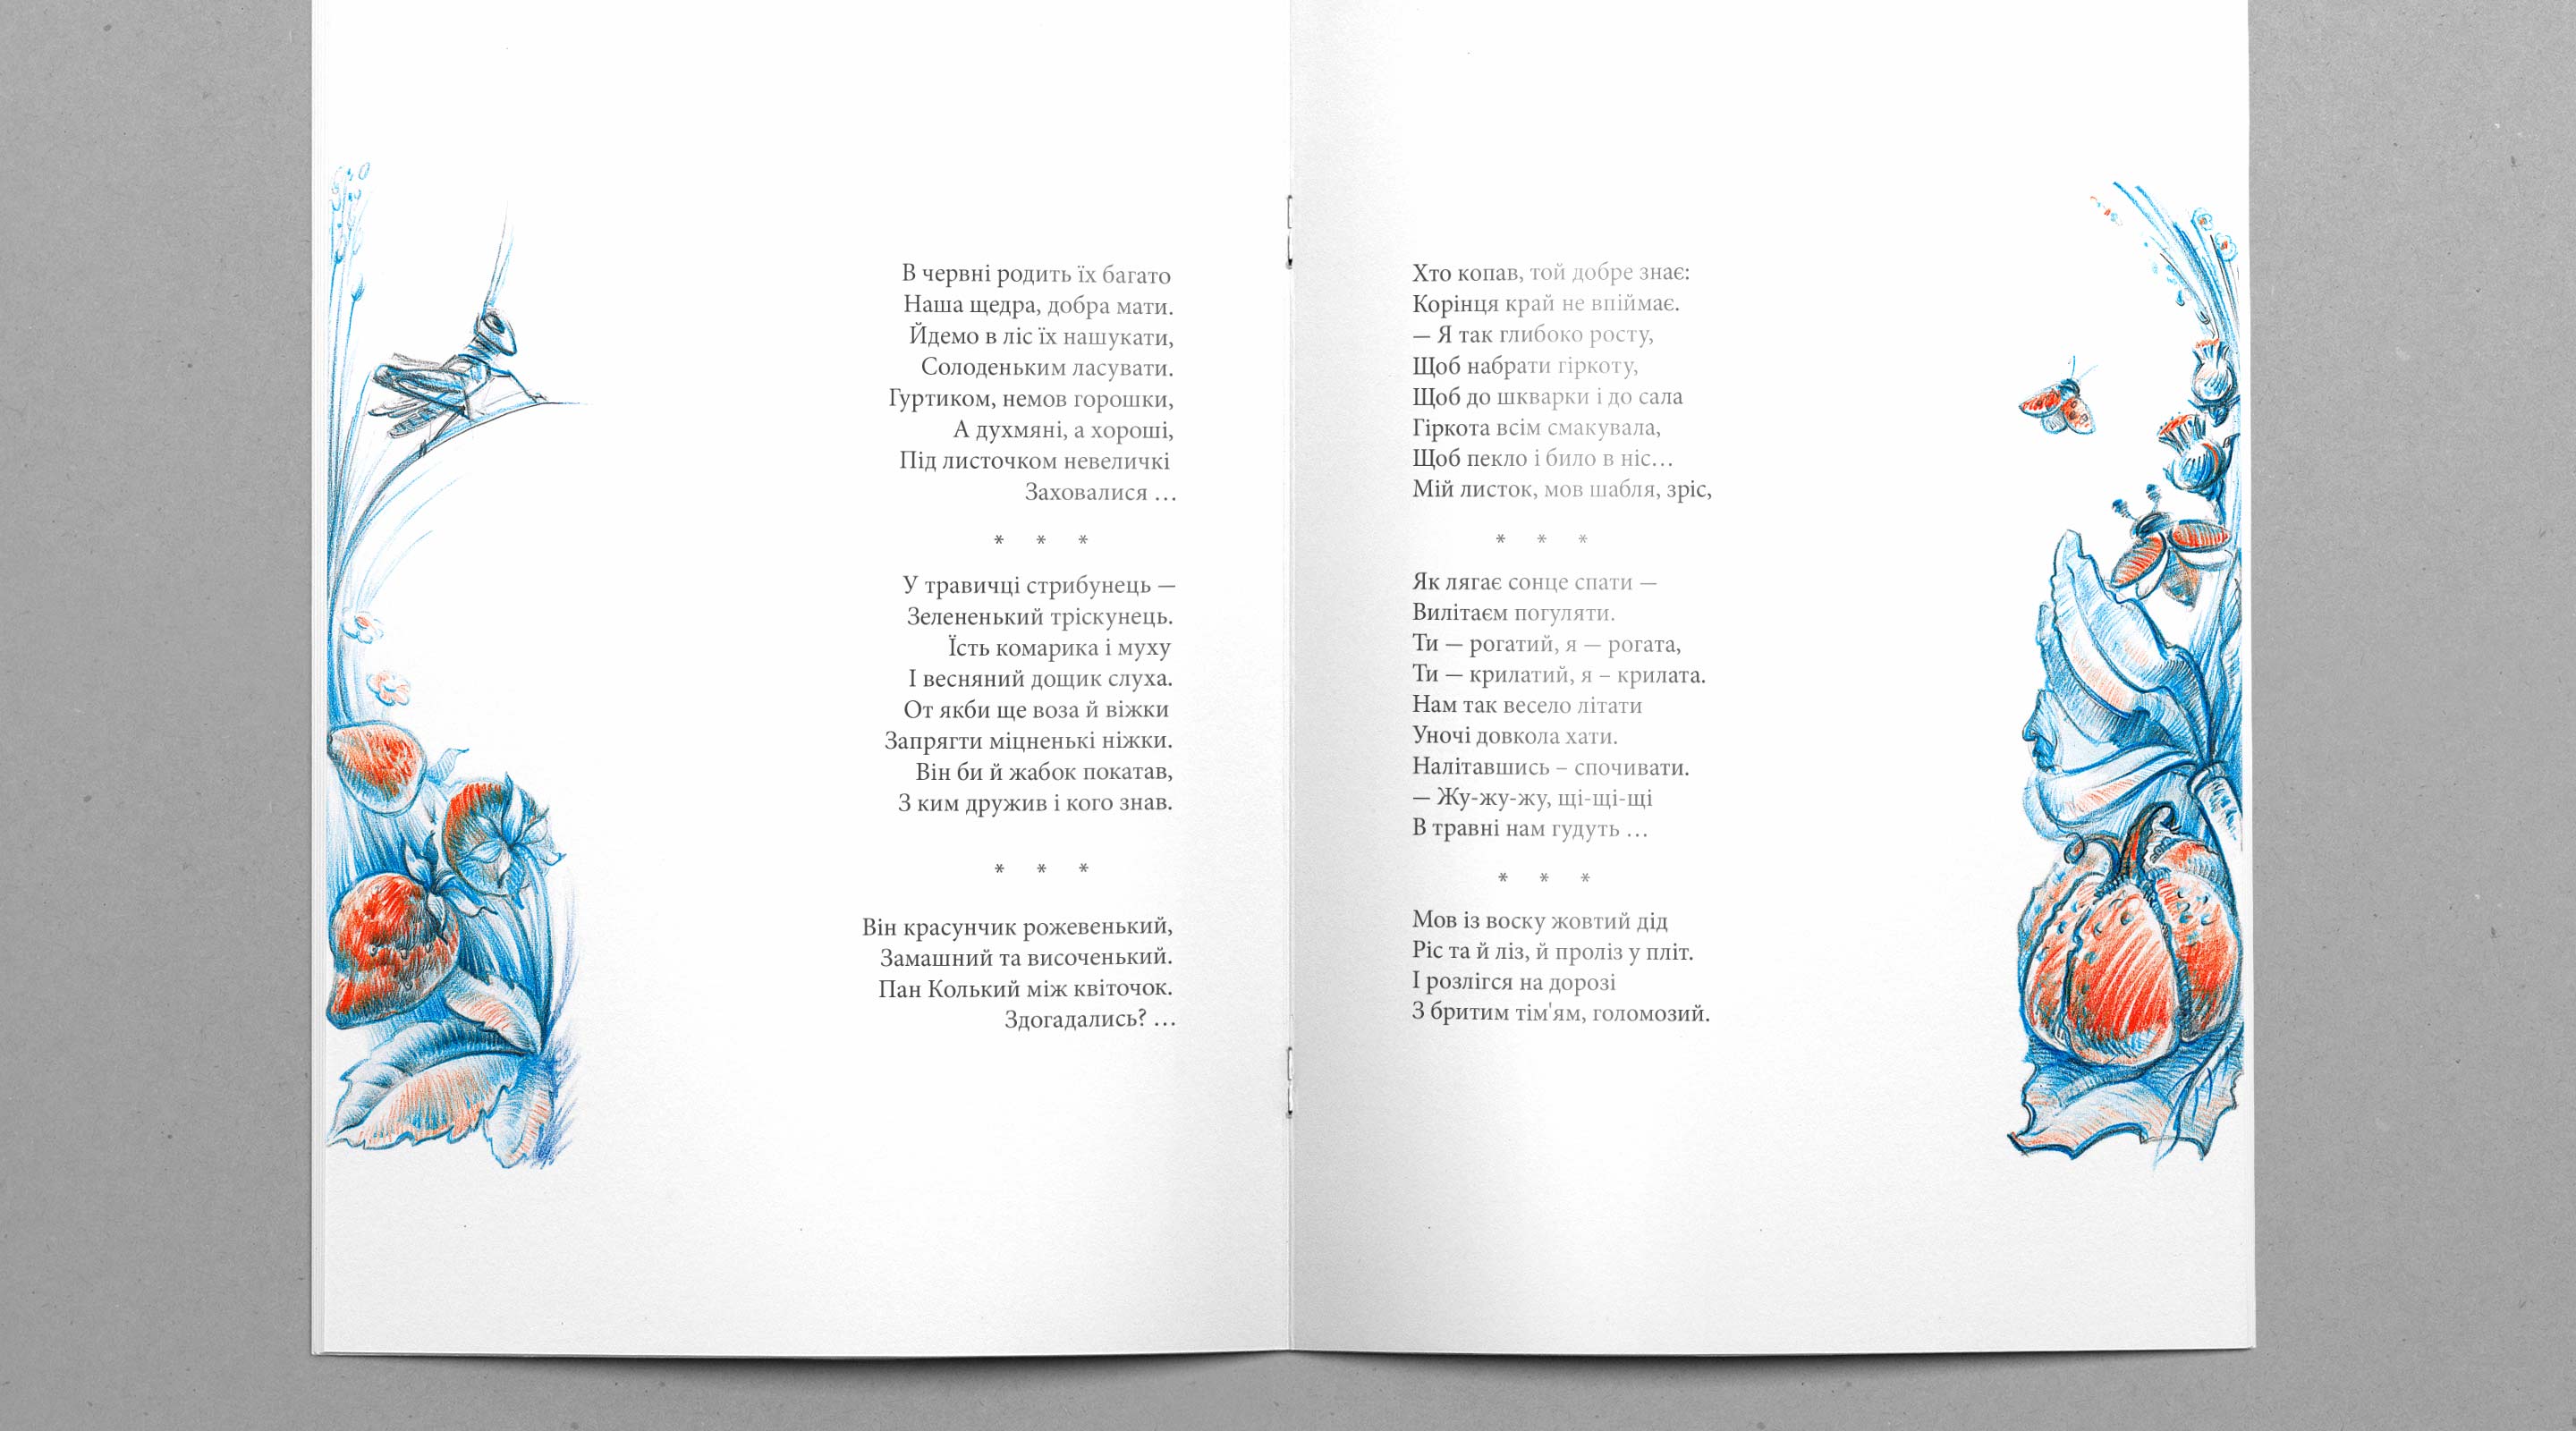 В червні родить їх багато
Наша щедра, добра мати.
Йдемо в ліс їх нашукати,
Солоденьким ласувати.
Гуртиком, немов горошки,
А духмяні, а хороші,
Під листочком невеличкі
Заховалися ...
* * *
У травичці стрибунець —
Зелененький тріскунець.
Їсть комарика і муху
І весняний дощик слуха.
От якби ще воза й віжки
Запрягти міцненькі ніжки.
Він би й жабок покатав,
З ким дружив і кого знав.
* * *
Він красунчик рожевенький,
Замашний та височенький.
Пан Колький між квіточок.
Здогадались? ...
Хто копав, той добре знає:
Корінця край не впіймає.
— Я так глибоко росту,
Щоб набрати гіркоту,
Щоб до шкварки і до сала
Гіркота всім смакувала,
Щоб пекло і било в ніс...
Мій листок, мов шабля, зріс,
* * *
Як лягає сонце спати —
Вилітаєм погуляти.
Ти — рогатий, я — рогата,
Ти — крилатий, я – крилата.
Нам так весело літати
Уночі довкола хати.
Налітавшись – спочивати.
— Жу-жу-жу, щі-щі-щі
В травні нам гудуть ...
* * *
Мов із воску жовтий дід
Ріс та й ліз, й проліз у пліт.
І розлігся на дорозі
З бритим тім'ям, голомозий.